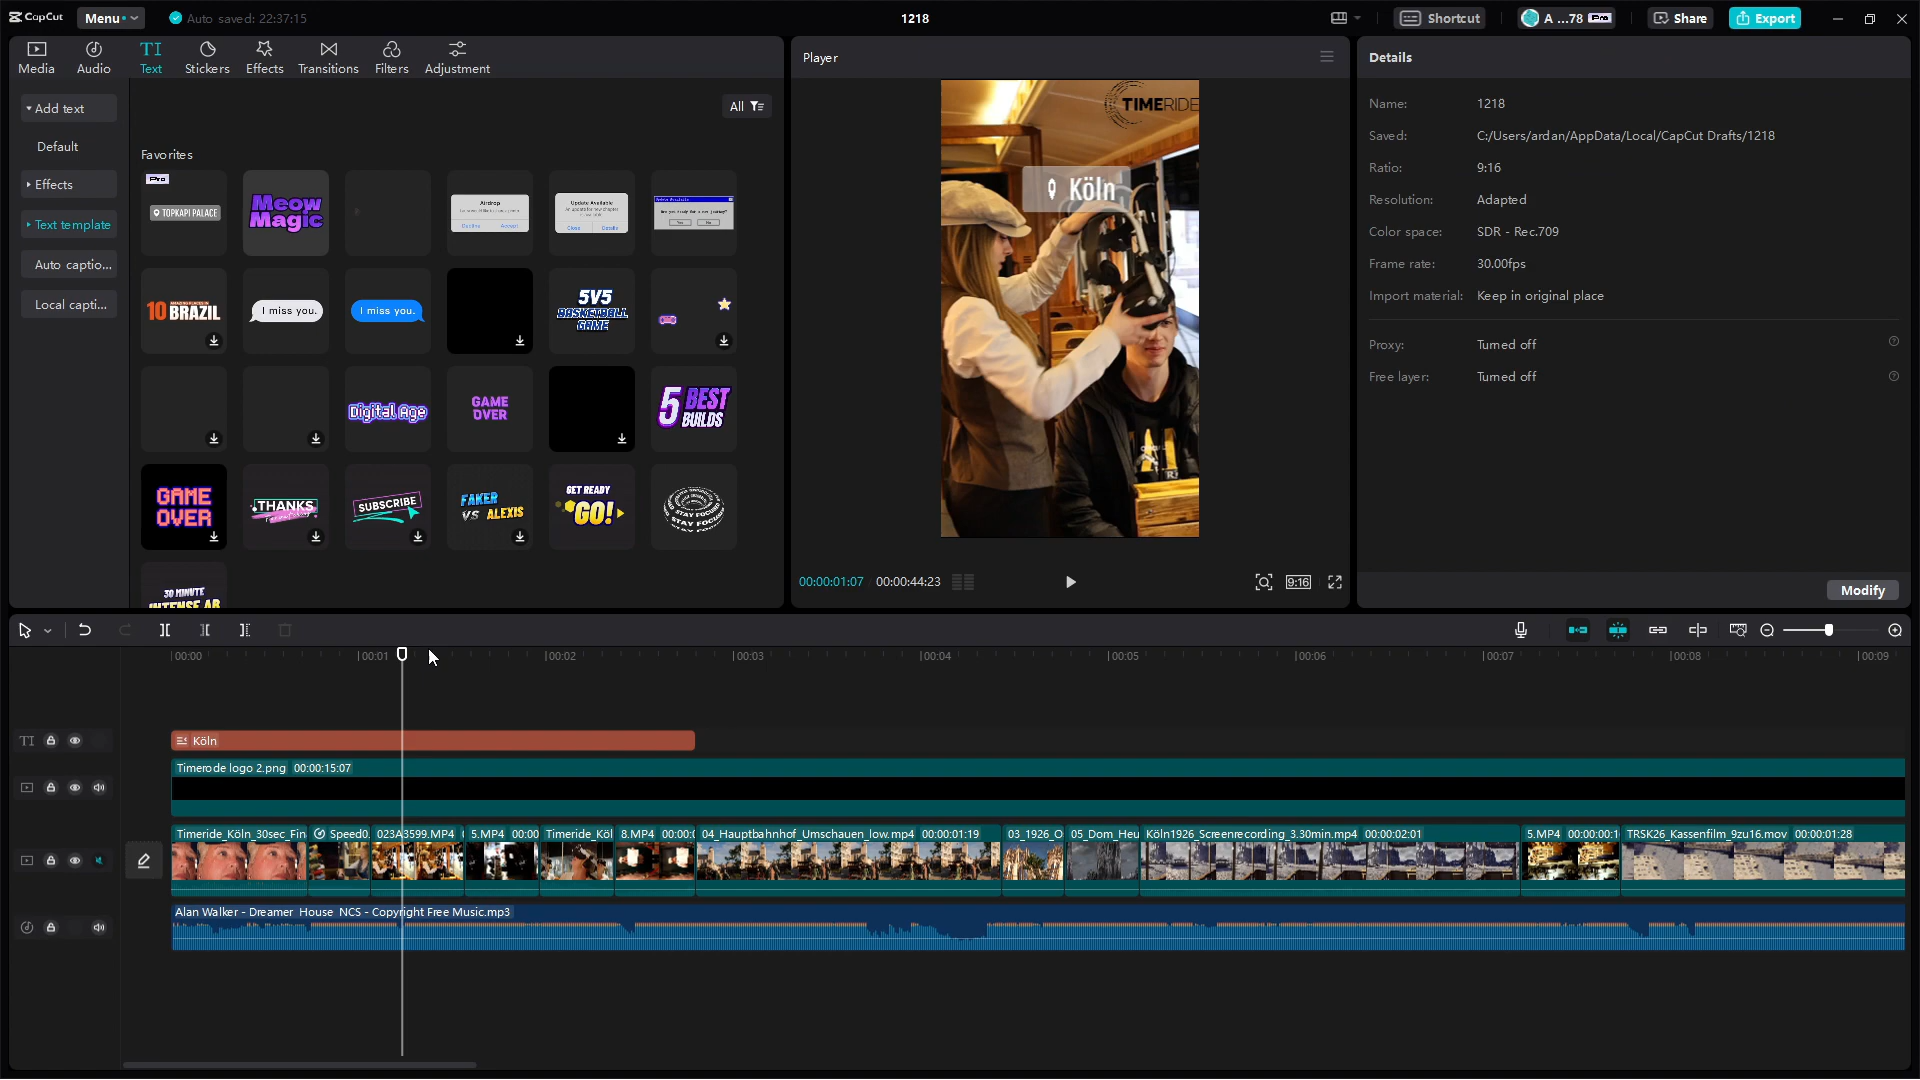 CapCut
Menu
Auto saved: 22:37:15
1218
Shortcut
A ...78
Pro
Share
Export
Media
Audio
TI
Text
Stickers
Effects
Transitions
Filters
Adjustment
Player
Details
Add text
Default
Effects
Text template
Auto captio...
Local capti...
All
Favorites
Pro
TOPKAPI PALACE
Meow
Magic
Airdrop
Decline
Accept
Update Available
Close
Details
10
AMAZING PLACES IN
BRAZIL
I miss you.
I miss you.
5V5
BASKETBALL
GAME
Digital Age
GAME
OVER
5 BEST
BUILDS
GAME
OVER
THANKS
SUBSCRIBE
FAKER
VS ALEXIS
GET READY
GO!
STAY FOCUSED
30 MINUTE
INTENSE AB
TIMERIDE
Köln
00:00:01:07
00:00:44:23
9:16
Name: 1218
Saved: C:/Users/ardan/AppData/Local/CapCut Drafts/1218
Ratio: 9:16
Resolution: Adapted
Color space: SDR - Rec.709
Frame rate: 30.00fps
Import material: Keep in original place
Proxy: Turned off
Free layer: Turned off
Modify
00:00
00:01
00:02
00:03
00:04
00:05
00:06
00:07
00:08
00:09
TI
Köln
Timerode logo 2.png 00:00:15:07
Timeride_Köln_30sec_Fin
Speed0.
023A3599.MP4
5.MP4 00:00
Timeride_Köl
8.MP4 00:00:0
04_Hauptbahnhof_Umschauen_low.mp4 00:00:01:19
03_1926_O
05_Dom_Heu
Köln1926_Screenrecording_3.30min.mp4 00:00:02:01
5.MP4 00:00:00:1
TRSK26_Kassenfilm_9zu16.mov 00:00:01:28
Alan Walker - Dreamer House NCS - Copyright Free Music.mp3